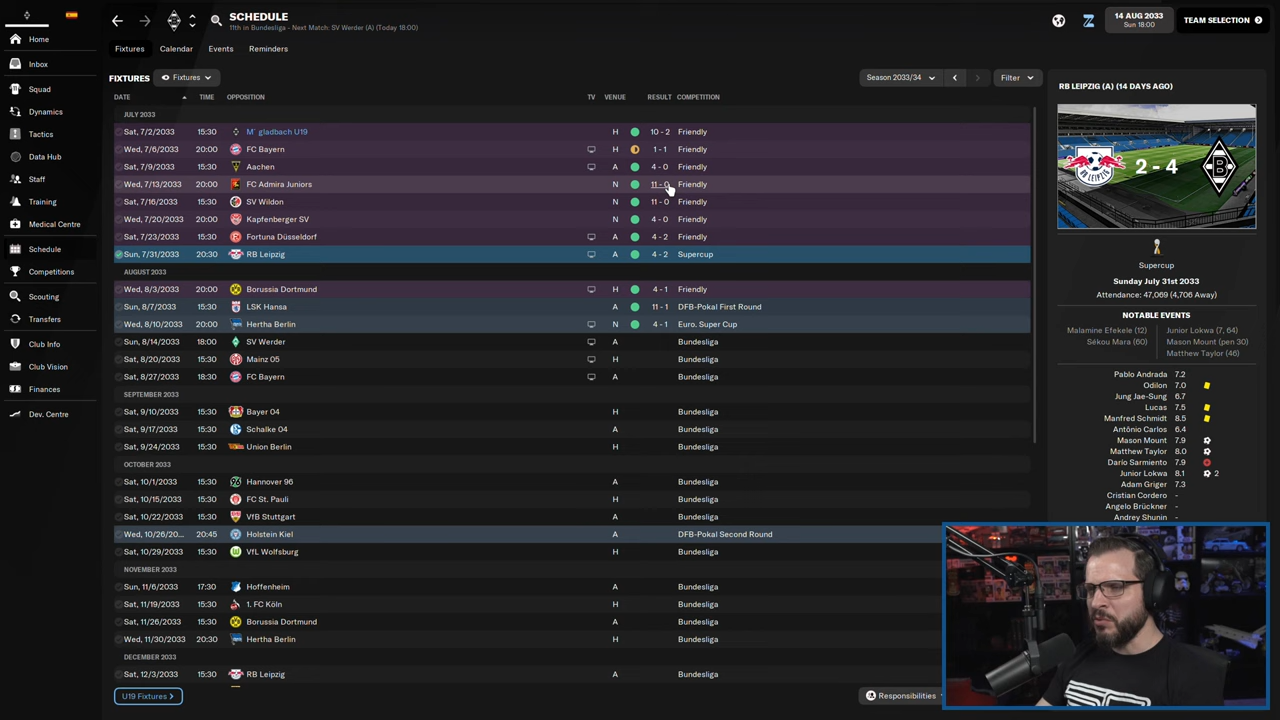 SCHEDULE
11th in Bundesliga - Next Match: SV Werder (A) (Today 18:00)
14 AUG 2033
Sun 18:00
TEAM SELECTION
Home
Inbox
Squad
Dynamics
Tactics
Data Hub
Staff
Training
Medical Centre
Schedule
Competitions
Scouting
Transfers
Club Info
Club Vision
Finances
Dev. Centre
Fixtures Calendar Events Reminders
FIXTURES Fixtures Season 2033/34 Filter
DATE TIME OPPOSITION TV VENUE RESULT COMPETITION
JULY 2033
Sat, 7/2/2033 15:30 M´ gladbach U19 H 10 - 2 Friendly
Wed, 7/6/2033 20:00 FC Bayern H 1 - 1 Friendly
Sat, 7/9/2033 15:30 Aachen A 4 - 0 Friendly
Wed, 7/13/2033 20:00 FC Admira Juniors N 11 - 0 Friendly
Sat, 7/16/2033 15:30 SV Wildon N 11 - 0 Friendly
Wed, 7/20/2033 20:00 Kapfenberger SV N 4 - 0 Friendly
Sat, 7/23/2033 15:30 Fortuna Düsseldorf A 4 - 2 Friendly
Sun, 7/31/2033 20:30 RB Leipzig A 4 - 2 Supercup
AUGUST 2033
Wed, 8/3/2033 20:00 Borussia Dortmund H 4 - 1 Friendly
Sun, 8/7/2033 15:30 LSK Hansa A 11 - 1 DFB-Pokal First Round
Wed, 8/10/2033 20:00 Hertha Berlin N 4 - 1 Euro. Super Cup
Sun, 8/14/2033 18:00 SV Werder A Bundesliga
Sat, 8/20/2033 15:30 Mainz 05 H Bundesliga
Sat, 8/27/2033 18:30 FC Bayern A Bundesliga
SEPTEMBER 2033
Sat, 9/10/2033 15:30 Bayer 04 H Bundesliga
Sat, 9/17/2033 15:30 Schalke 04 A Bundesliga
Sat, 9/24/2033 15:30 Union Berlin H Bundesliga
OCTOBER 2033
Sat, 10/1/2033 15:30 Hannover 96 A Bundesliga
Sat, 10/15/2033 15:30 FC St. Pauli H Bundesliga
Sat, 10/22/2033 15:30 VfB Stuttgart A Bundesliga
Wed, 10/26/20... 20:45 Holstein Kiel A DFB-Pokal Second Round
Sat, 10/29/2033 15:30 VfL Wolfsburg H Bundesliga
NOVEMBER 2033
Sun, 11/6/2033 17:30 Hoffenheim A Bundesliga
Sat, 11/19/2033 15:30 1. FC Köln H Bundesliga
Sat, 11/26/2033 15:30 Borussia Dortmund A Bundesliga
Wed, 11/30/2033 20:30 Hertha Berlin H Bundesliga
DECEMBER 2033
Sat, 12/3/2033 15:30 RB Leipzig A Bundesliga
U19 Fixtures
Responsibilities
RB LEIPZIG (A) (14 DAYS AGO)
2 - 4
Supercup
Sunday July 31st 2033
Attendance: 47,069 (4,706 Away)
NOTABLE EVENTS
Malamine Efekele (12) Junior Lokwa (7, 64)
Sékou Mara (60) Mason Mount (pen 30)
Matthew Taylor (46)
Pablo Andrada 7.2
Odilon 7.0
Jung Jae-Sung 6.7
Lucas 7.5
Manfred Schmidt 8.5
Antônio Carlos 6.4
Mason Mount 7.9
Matthew Taylor 8.0
Darío Sarmiento 7.9
Junior Lokwa 8.1 2
Adam Griger 7.3
Cristian Cordero -
Angelo Brückner -
Andrey Shunin -